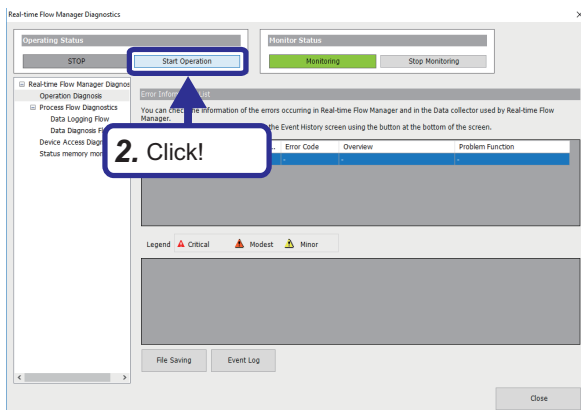 Real-time Flow Manager Diagnostics
Operating Status
Monitor Status
STOP
Start Operation
Monitoring
Stop Monitoring
Real-time Flow Manager Diagnos
Operation Diagnosis
Process Flow Diagnostics
Data Logging Flow
Data Diagnosis
Device Access Diagn
Status memory mon
Error Inform List
You can check the information of the errors occurring in Real-time Flow Manager and in the Data collector used by Real-time Flow
Manager.
the Event History screen using the button at the bottom of the screen.
2. Click!
.. Error Code Overview Problem Function
- - -
Legend Critical Modest Minor
File Saving Event Log
Close